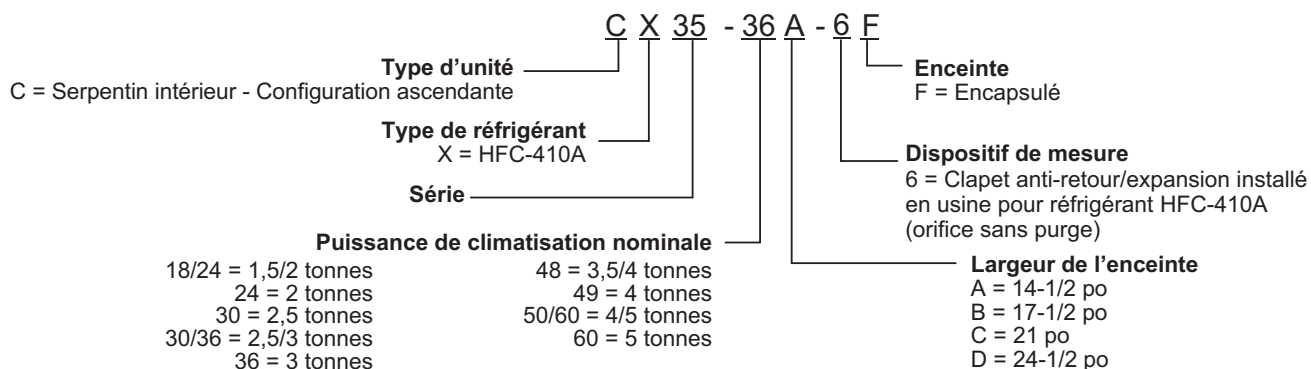 C X 35 - 36 A - 6 F
Type d’unité
C = Serpentin intérieur - Configuration ascendante
Type de réfrigérant
X = HFC-410A
Série
Puissance de climatisation nominale
18/24 = 1,5/2 tonnes
24 = 2 tonnes
30 = 2,5 tonnes
30/36 = 2,5/3 tonnes
36 = 3 tonnes
48 = 3,5/4 tonnes
49 = 4 tonnes
50/60 = 4/5 tonnes
60 = 5 tonnes
Enceinte
F = Encapsulé
Dispositif de mesure
6 = Clapet anti-retour/expansion installé
en usine pour réfrigérant HFC-410A
(orifice sans purge)
Largeur de l’enceinte
A = 14-1/2 po
B = 17-1/2 po
C = 21 po
D = 24-1/2 po